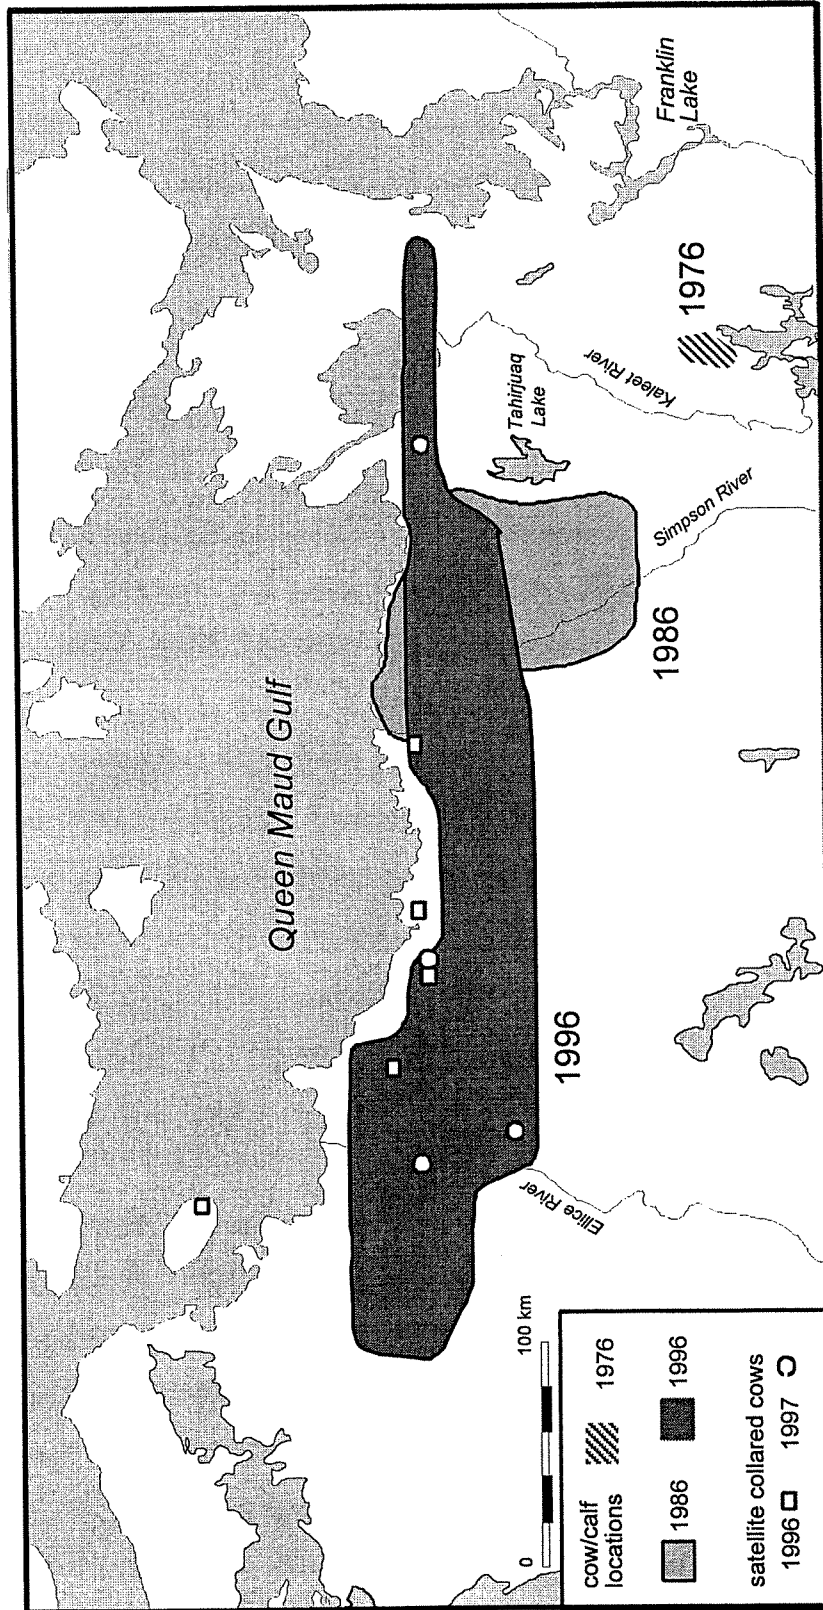 Queen Maud Gulf
Franklin
Lake
1976
Kaleet River
Tahirjuaq
Lake
Simpson River
1986
1996
Ellice River
0
100 km
cow/calf
locations
1976
1986
1996
satellite collared cows
1996
1997